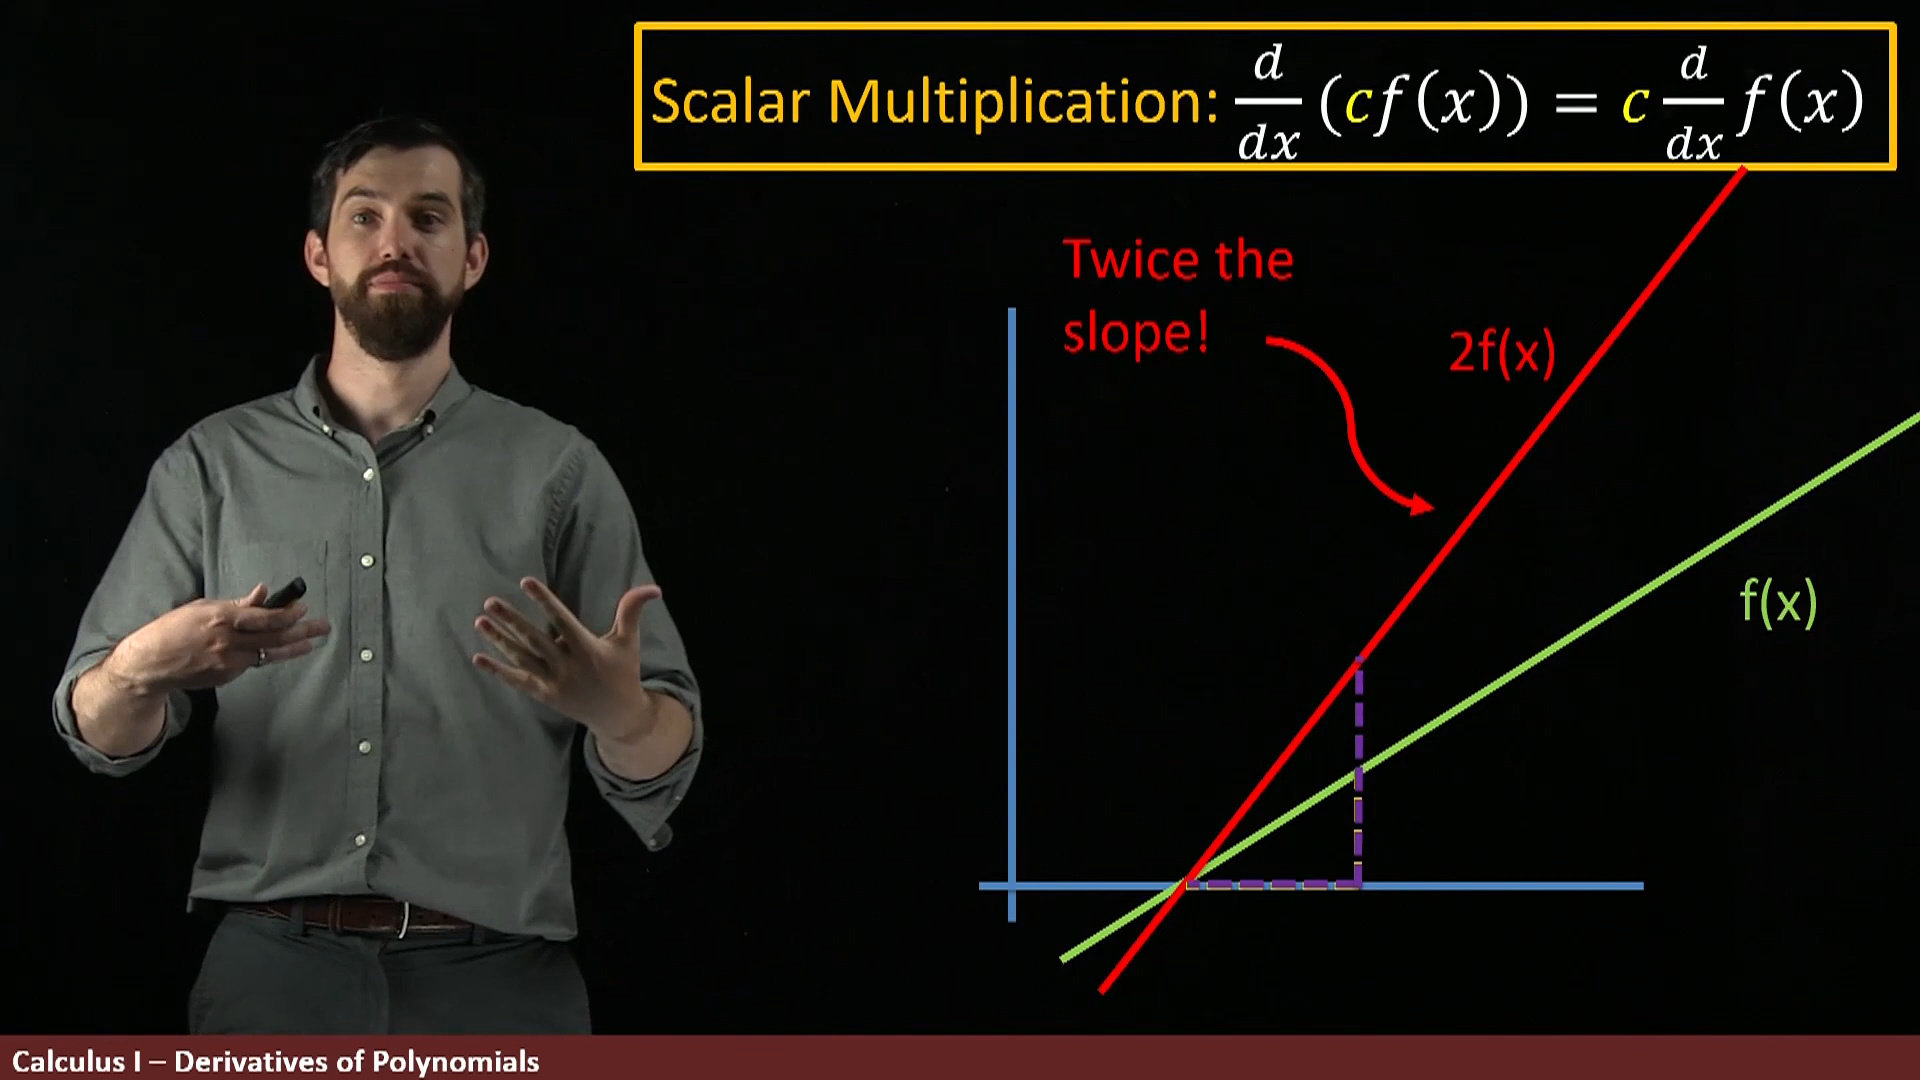 Scalar Multiplication: d/dx (cf(x)) = c d/dx f(x)
Twice the
slope!
2f(x)
f(x)
Calculus I – Derivatives of Polynomials